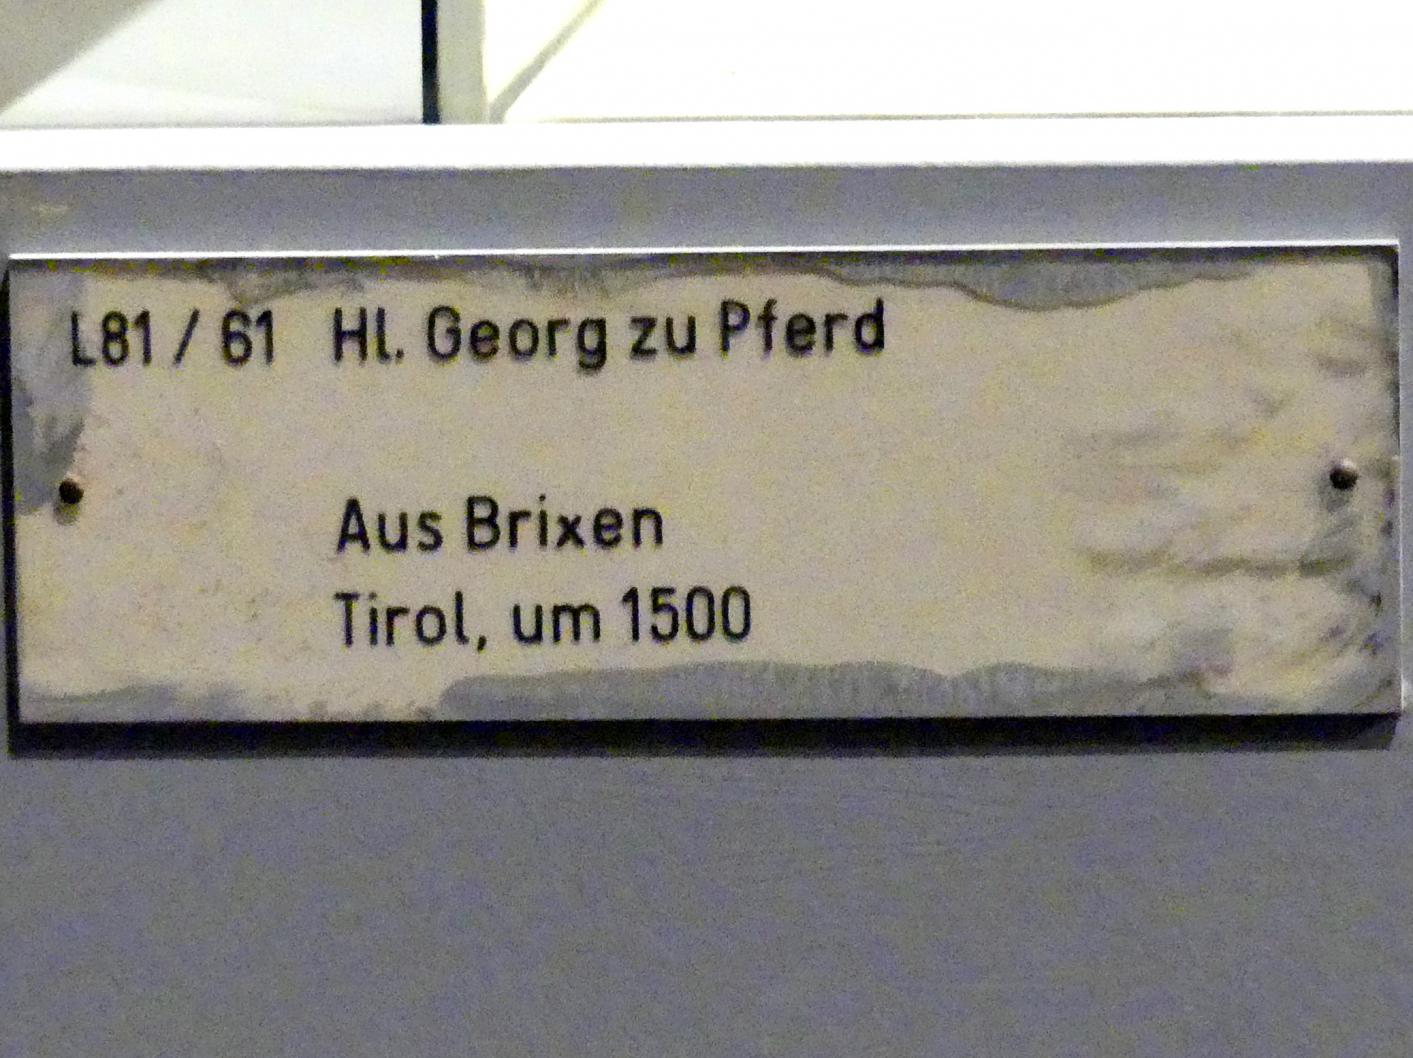 L81 / 61 Hl. Georg zu Pferd
Aus Brixen
Tirol, um 1500